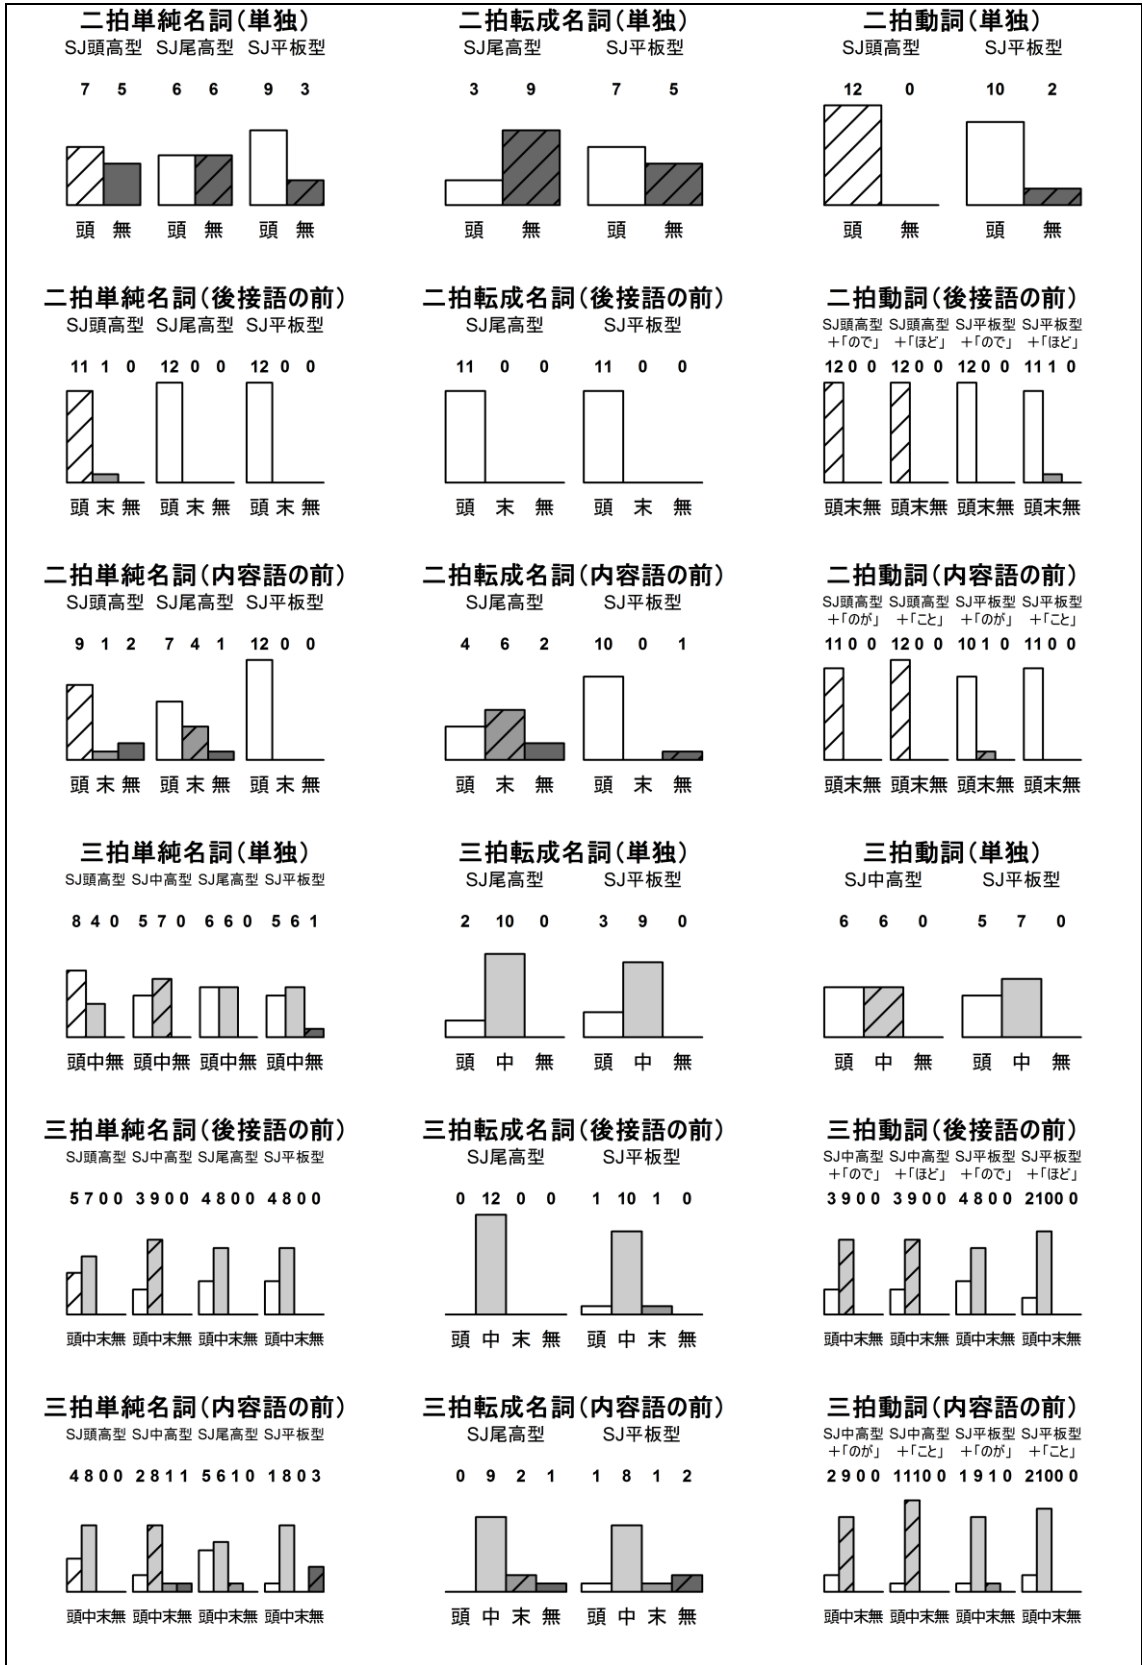 二拍単純名詞（単独）
SJ頭高型 SJ尾高型 SJ平板型
7 5 6 6 9 3
頭 無 頭 無 頭 無
二拍転成名詞（単独）
SJ尾高型 SJ平板型
3 9 7 5
頭 無 頭 無
二拍動詞（単独）
SJ頭高型 SJ平板型
12 0 10 2
頭 無 頭 無
二拍単純名詞（後接語の前）
SJ頭高型 SJ尾高型 SJ平板型
11 1 0 12 0 0 12 0 0
頭 末 無 頭 末 無 頭 末 無
二拍転成名詞（後接語の前）
SJ尾高型 SJ平板型
11 0 0 11 0 0
頭 末 無 頭 末 無
二拍動詞（後接語の前）
SJ頭高型 SJ頭高型 SJ平板型 SJ平板型
＋「ので」 ＋「ほど」 ＋「ので」 ＋「ほど」
12 0 0 12 0 0 12 0 0 11 1 0
頭末無 頭末無 頭末無 頭末無
二拍単純名詞（内容語の前）
SJ頭高型 SJ尾高型 SJ平板型
9 1 2 7 4 1 12 0 0
頭 末 無 頭 末 無 頭 末 無
二拍転成名詞（内容語の前）
SJ尾高型 SJ平板型
4 6 2 10 0 1
頭 末 無 頭 末 無
二拍動詞（内容語の前）
SJ頭高型 SJ頭高型 SJ平板型 SJ平板型
＋「のが」 ＋「こと」 ＋「のが」 ＋「こと」
11 0 0 12 0 0 10 1 0 11 0 0
頭末無 頭末無 頭末無 頭末無
三拍単純名詞（単独）
SJ頭高型 SJ中高型 SJ尾高型 SJ平板型
8 4 0 5 7 0 6 6 0 5 6 1
頭中無 頭中無 頭中無 頭中無
三拍転成名詞（単独）
SJ尾高型 SJ平板型
2 10 0 3 9 0
頭 中 無 頭 中 無
三拍動詞（単独）
SJ中高型 SJ平板型
6 6 0 5 7 0
頭 中 無 頭 中 無
三拍単純名詞（後接語の前）
SJ頭高型 SJ中高型 SJ尾高型 SJ平板型
5 7 0 0 3 9 0 0 4 8 0 0 4 8 0 0
頭中末無 頭中末無 頭中末無 頭中末無
三拍転成名詞（後接語の前）
SJ尾高型 SJ平板型
0 12 0 0 1 10 1 0
頭 中 末 無 頭 中 末 無
三拍動詞（後接語の前）
SJ中高型 SJ中高型 SJ平板型 SJ平板型
＋「ので」 ＋「ほど」 ＋「ので」 ＋「ほど」
3 9 0 0 3 9 0 0 4 8 0 0 2 10 0 0
頭中末無 頭中末無 頭中末無 頭中末無
三拍単純名詞（内容語の前）
SJ頭高型 SJ中高型 SJ尾高型 SJ平板型
4 8 0 0 2 8 1 1 5 6 1 0 1 8 0 3
頭中末無 頭中末無 頭中末無 頭中末無
三拍転成名詞（内容語の前）
SJ尾高型 SJ平板型
0 9 2 1 1 8 1 2
頭 中 末 無 頭 中 末 無
三拍動詞（内容語の前）
SJ中高型 SJ中高型 SJ平板型 SJ平板型
＋「のが」 ＋「こと」 ＋「のが」 ＋「こと」
2 9 0 0 1 11 0 0 1 9 1 0 2 10 0 0
頭中末無 頭中末無 頭中末無 頭中末無